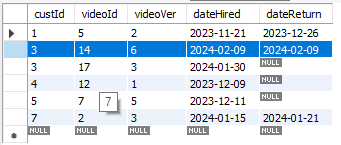 custId videoId videoVer dateHired dateReturn
1 5 2 2023-11-21 2023-12-26
3 14 6 2024-02-09 2024-02-09
3 17 3 2024-01-30 NULL
4 12 1 2023-12-09 NULL
5 7 7 5 2023-12-11 NULL
7 2 3 2024-01-15 2024-01-21
NULL NULL NULL NULL NULL